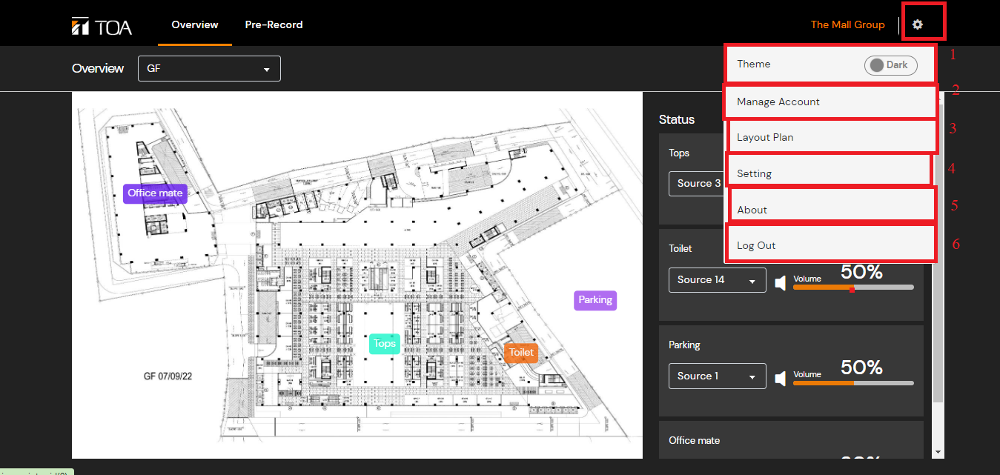 TOA
Overview
Pre-Record
The Mall Group
Overview
GF
Theme
Dark
1
Manage Account
2
Layout Plan
3
Setting
4
About
5
Log Out
6
Status
Tops
Source 3
Toilet
Source 14
Volume
50%
Parking
Source 1
Volume
50%
Office mate
Office mate
Parking
Tops
Toilet
GF 07/09/22